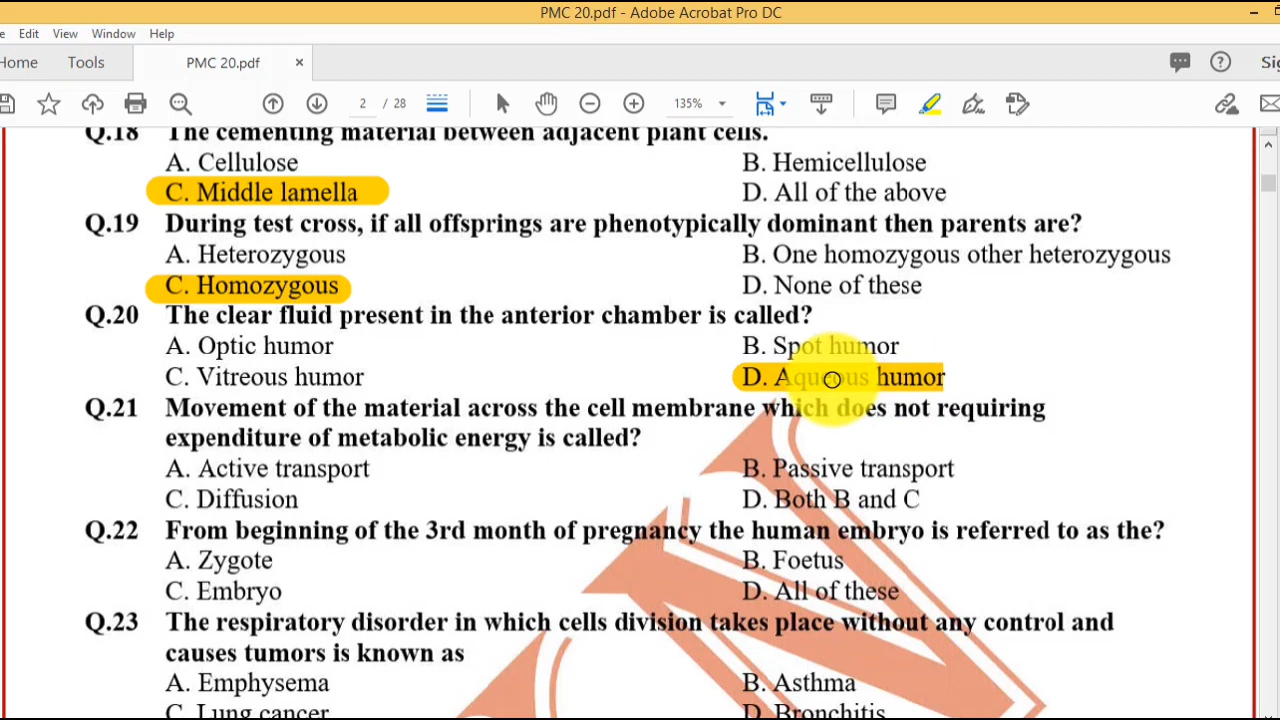 PMC 20.pdf - Adobe Acrobat Pro DC
Edit View Window Help
Home Tools PMC 20.pdf ×
2 / 28 135%
Q.18 The cementing material between adjacent plant cells.
A. Cellulose B. Hemicellulose
C. Middle lamella D. All of the above
Q.19 During test cross, if all offsprings are phenotypically dominant then parents are?
A. Heterozygous B. One homozygous other heterozygous
C. Homozygous D. None of these
Q.20 The clear fluid present in the anterior chamber is called?
A. Optic humor B. Spot humor
C. Vitreous humor D. Aqueous humor
Q.21 Movement of the material across the cell membrane which does not requiring
expenditure of metabolic energy is called?
A. Active transport B. Passive transport
C. Diffusion D. Both B and C
Q.22 From beginning of the 3rd month of pregnancy the human embryo is referred to as the?
A. Zygote B. Foetus
C. Embryo D. All of these
Q.23 The respiratory disorder in which cells division takes place without any control and
causes tumors is known as
A. Emphysema B. Asthma
C. Lung cancer D. Bronchitis